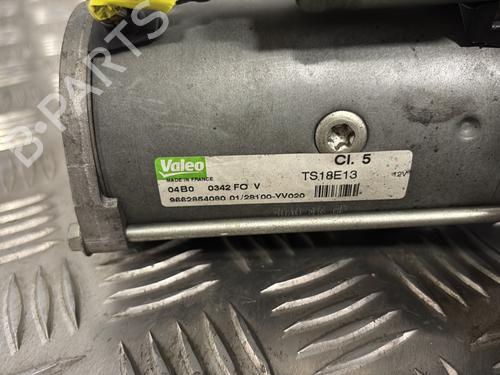 B-PARTS
Valeo
MADE IN FRANCE
Cl. 5
04B0 0342 FO V
TS18E13
12V
9662854080 01/28100-YV020